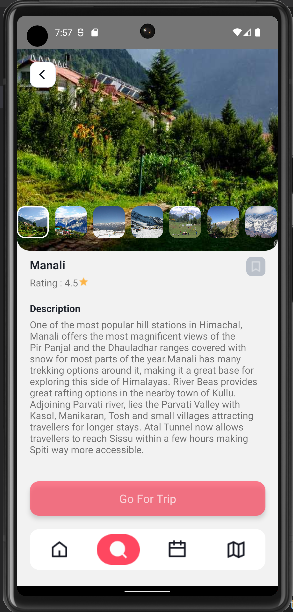 7:57
Manali
Rating : 4.5
Description
One of the most popular hill stations in Himachal,
Manali offers the most magnificent views of the
Pir Panjal and the Dhauladhar ranges covered with
snow for most parts of the year.Manali has many
trekking options around it, making it a great base for
exploring this side of Himalayas. River Beas provides
great rafting options in the nearby town of Kullu.
Adjoining Parvati river, lies the Parvati Valley with
Kasol, Manikaran, Tosh and small villages attracting
travellers for longer stays. Atal Tunnel now allows
travellers to reach Sissu within a few hours making
Spiti way more accessible.
Go For Trip